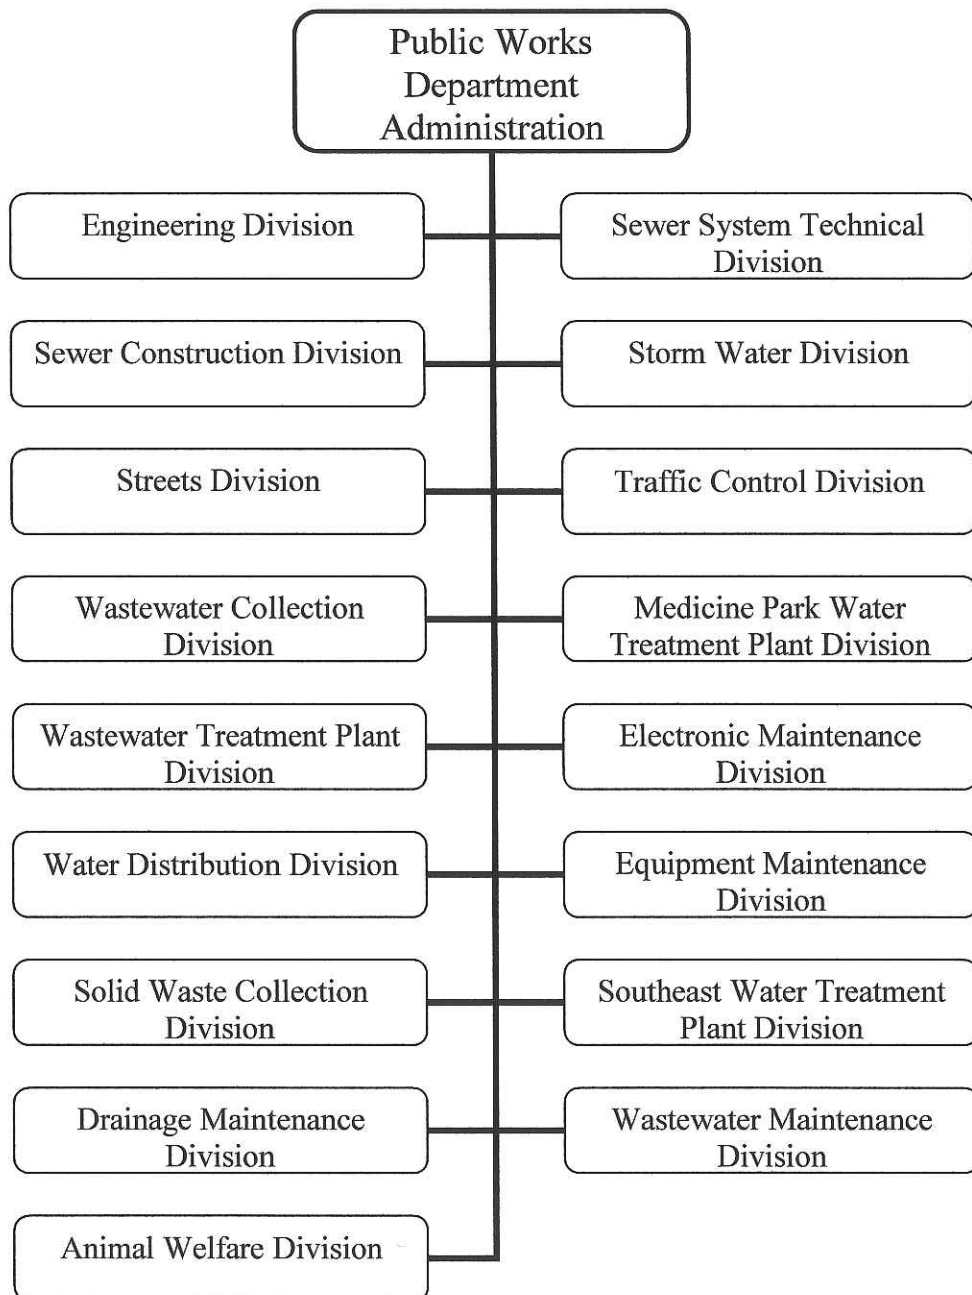 Public Works
Department
Administration
Engineering Division
Sewer System Technical
Division
Sewer Construction Division
Storm Water Division
Streets Division
Traffic Control Division
Wastewater Collection
Division
Medicine Park Water
Treatment Plant Division
Wastewater Treatment Plant
Division
Electronic Maintenance
Division
Water Distribution Division
Equipment Maintenance
Division
Solid Waste Collection
Division
Southeast Water Treatment
Plant Division
Drainage Maintenance
Division
Wastewater Maintenance
Division
Animal Welfare Division